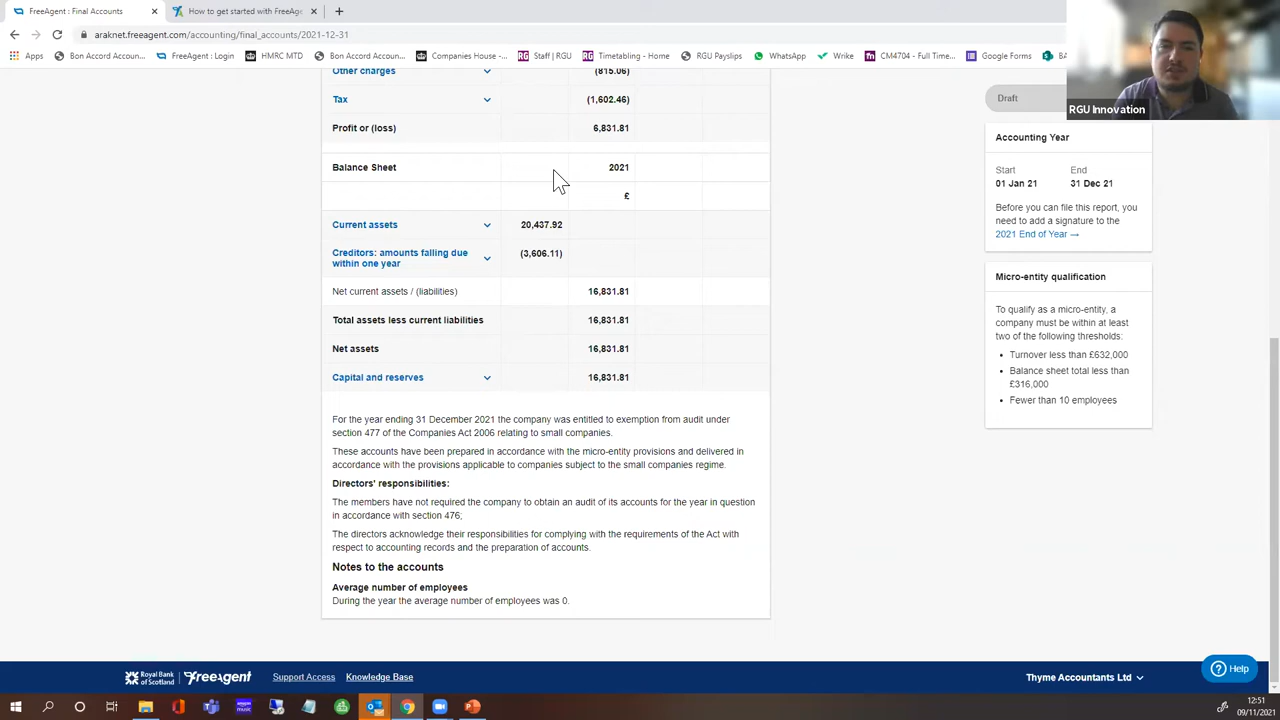 FreeAgent: Final Accounts
How to get started with FreeAge
araknet.freeagent.com/accounting/final_accounts/2021-12-31
Apps
Bon Accord Accoun...
FreeAgent : Login
HMRC MTD
Bon Accord Accoun...
Companies House -...
Staff | RGU
Timetabling - Home
RGU Payslips
WhatsApp
Wrike
CM4704 - Full Time...
Google Forms
BA
RGU Innovation
Other charges (815.06)
Tax (1,602.46)
Profit or (loss) 6,831.81
Balance Sheet 2021
£
Current assets 20,437.92
Creditors: amounts falling due (3,606.11)
within one year
Net current assets / (liabilities) 16,831.81
Total assets less current liabilities 16,831.81
Net assets 16,831.81
Capital and reserves 16,831.81
For the year ending 31 December 2021 the company was entitled to exemption from audit under
section 477 of the Companies Act 2006 relating to small companies.
These accounts have been prepared in accordance with the micro-entity provisions and delivered in
accordance with the provisions applicable to companies subject to the small companies regime.
Directors' responsibilities:
The members have not required the company to obtain an audit of its accounts for the year in question
in accordance with section 476;
The directors acknowledge their responsibilities for complying with the requirements of the Act with
respect to accounting records and the preparation of accounts.
Notes to the accounts
Average number of employees
During the year the average number of employees was 0.
Draft
Accounting Year
Start End
01 Jan 21 31 Dec 21
Before you can file this report, you
need to add a signature to the
2021 End of Year →
Micro-entity qualification
To qualify as a micro-entity, a
company must be within at least
two of the following thresholds:
• Turnover less than £632,000
• Balance sheet total less than
£316,000
• Fewer than 10 employees
Royal Bank
of Scotland
FreeAgent
Support Access
Knowledge Base
Help
Thyme Accountants Ltd
music
12:51
09/11/2021